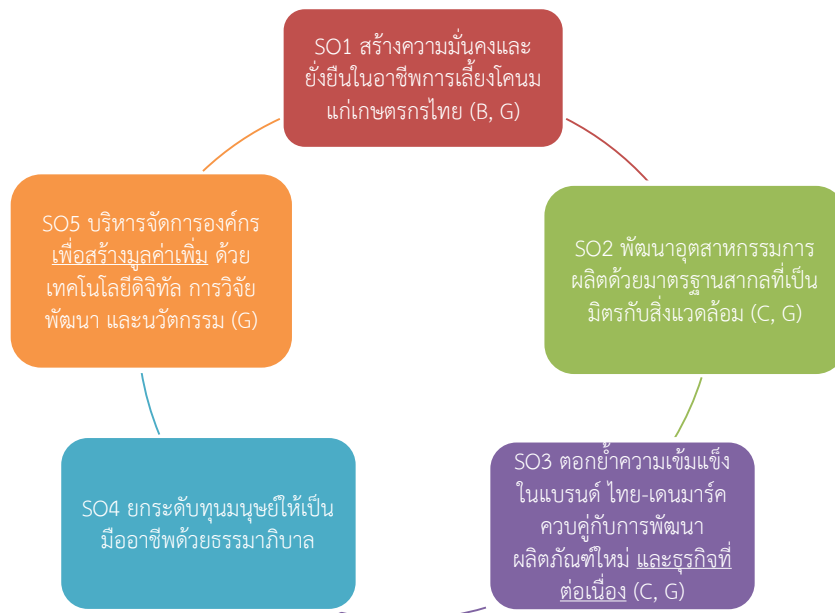 SO1 สร้างความมั่นคงและ
ยั่งยืนในอาชีพการเลี้ยงโคนม
แก่เกษตรกรไทย (B, G)
SO2 พัฒนาอุตสาหกรรมการ
ผลิตด้วยมาตรฐานสากลที่เป็น
มิตรกับสิ่งแวดล้อม (C, G)
SO3 ตอกย้ำความเข้มแข็ง
ในแบรนด์ ไทย-เดนมาร์ค
ควบคู่กับการพัฒนา
ผลิตภัณฑ์ใหม่ และธุรกิจที่
ต่อเนื่อง (C, G)
SO4 ยกระดับทุนมนุษย์ให้เป็น
มืออาชีพด้วยธรรมาภิบาล
SO5 บริหารจัดการองค์กร
เพื่อสร้างมูลค่าเพิ่ม ด้วย
เทคโนโลยีดิจิทัล การวิจัย
พัฒนา และนวัตกรรม (G)